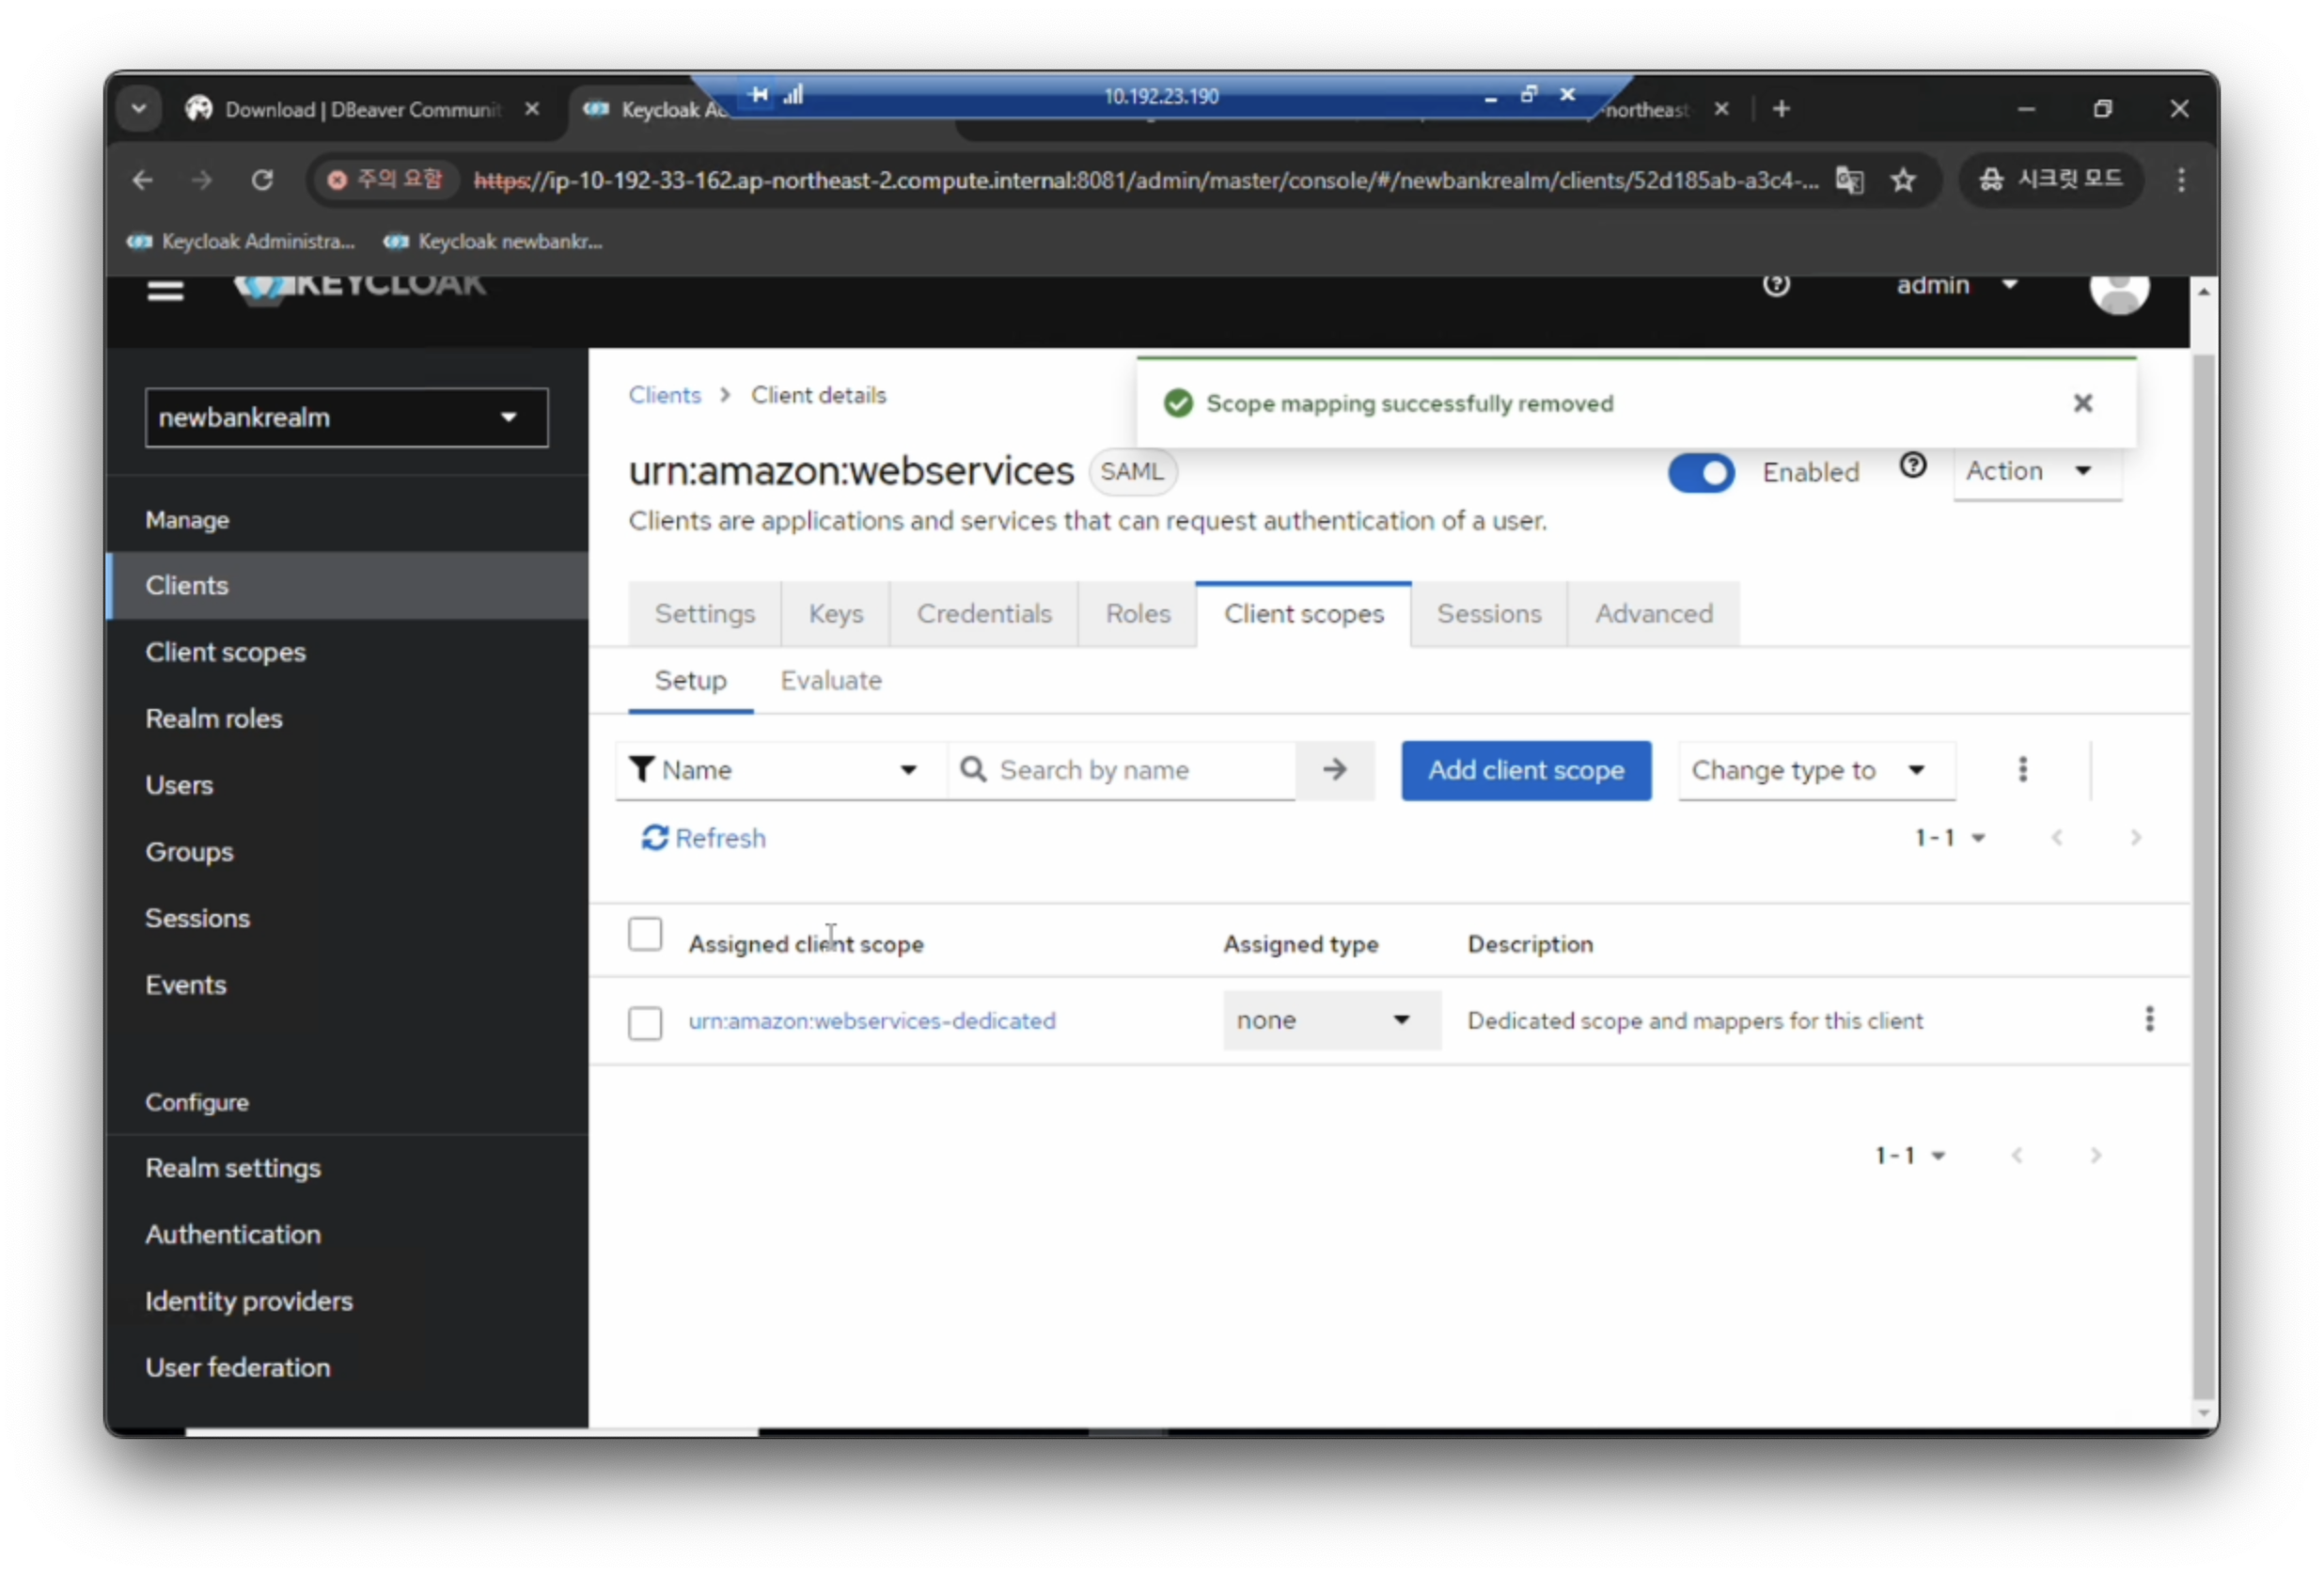 10.192.23.190
Download | DBeaver Communit
Keycloak Ad
-northeast
주의 요함 https://ip-10-192-33-162.ap-northeast-2.compute.internal:8081/admin/master/console/#/newbankrealm/clients/52d185ab-a3c4-... 시크릿 모드
Keycloak Administra... Keycloak newbankr...
KEYCLOAK
admin
newbankrealm
Manage
Clients
Client scopes
Realm roles
Users
Groups
Sessions
Events
Configure
Realm settings
Authentication
Identity providers
User federation
Clients > Client details
Scope mapping successfully removed
urn:amazon:webservices SAML
Enabled
Action
Clients are applications and services that can request authentication of a user.
Settings Keys Credentials Roles Client scopes Sessions Advanced
Setup Evaluate
Name Search by name Add client scope Change type to
Refresh 1 - 1
Assigned client scope Assigned type Description
urn:amazon:webservices-dedicated none Dedicated scope and mappers for this client
1 - 1